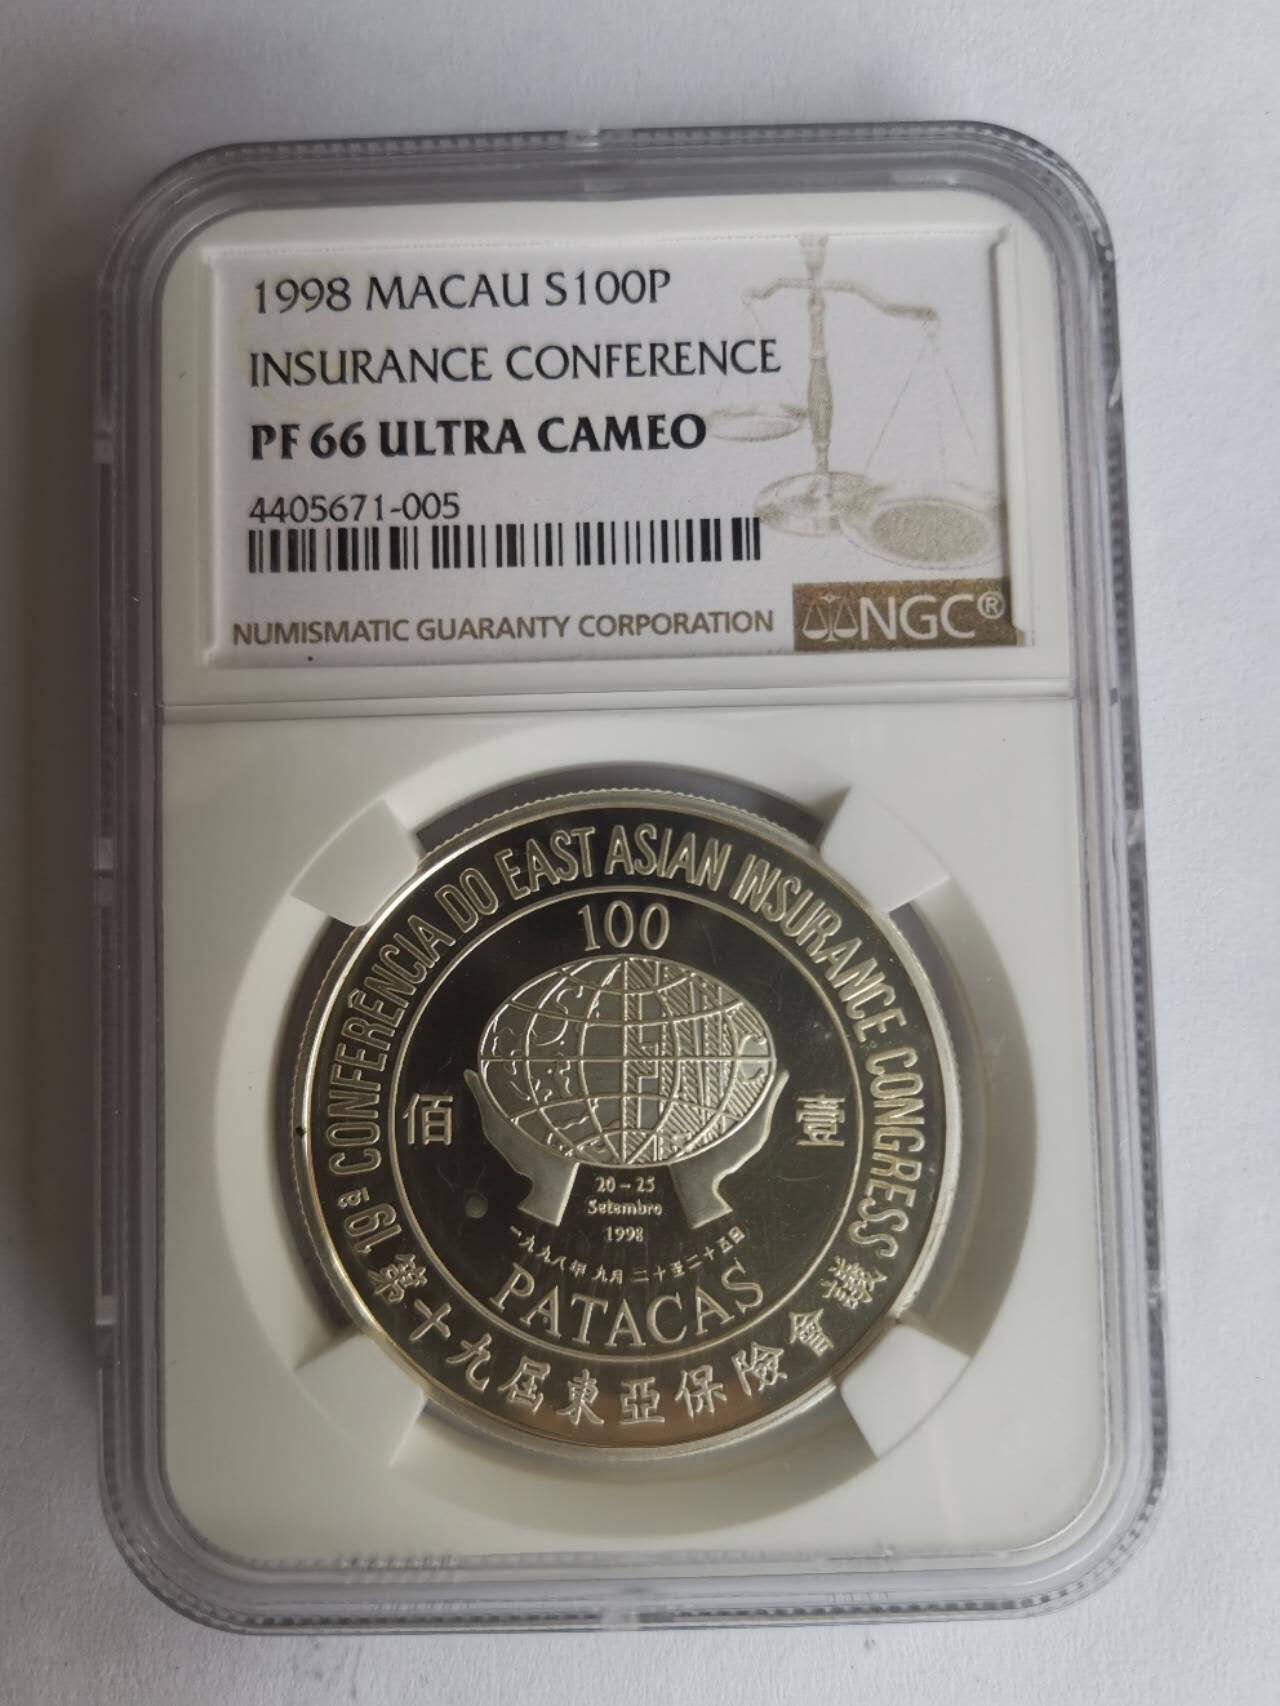 1998 MACAU S100P
INSURANCE CONFERENCE
PF 66 ULTRA CAMEO
4405671-005
NUMISMATIC GUARANTY CORPORATION
NGC®
19ª CONFERÊNCIA DO EAST ASIAN INSURANCE CONGRESS
100
佰 壹
20-25
Setembro
1998
一九九八年 九月 二十至二十五日
PATACAS
第十九屆東亞保險會議